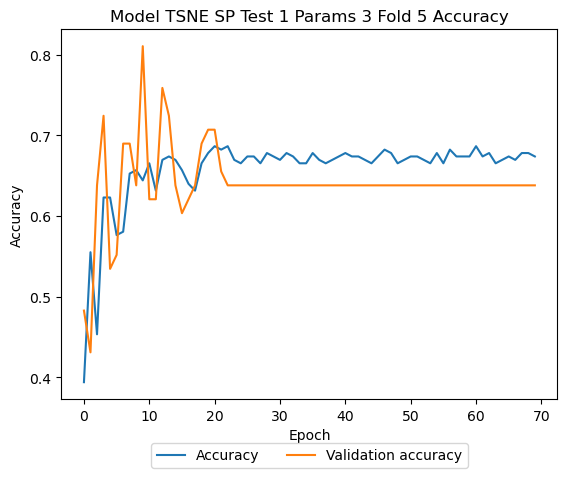 Model TSNE SP Test 1 Params 3 Fold 5 Accuracy
0.8
0.7
0.6
0.5
0.4
Accuracy
0 10 20 30 40 50 60 70
Epoch
Accuracy Validation accuracy